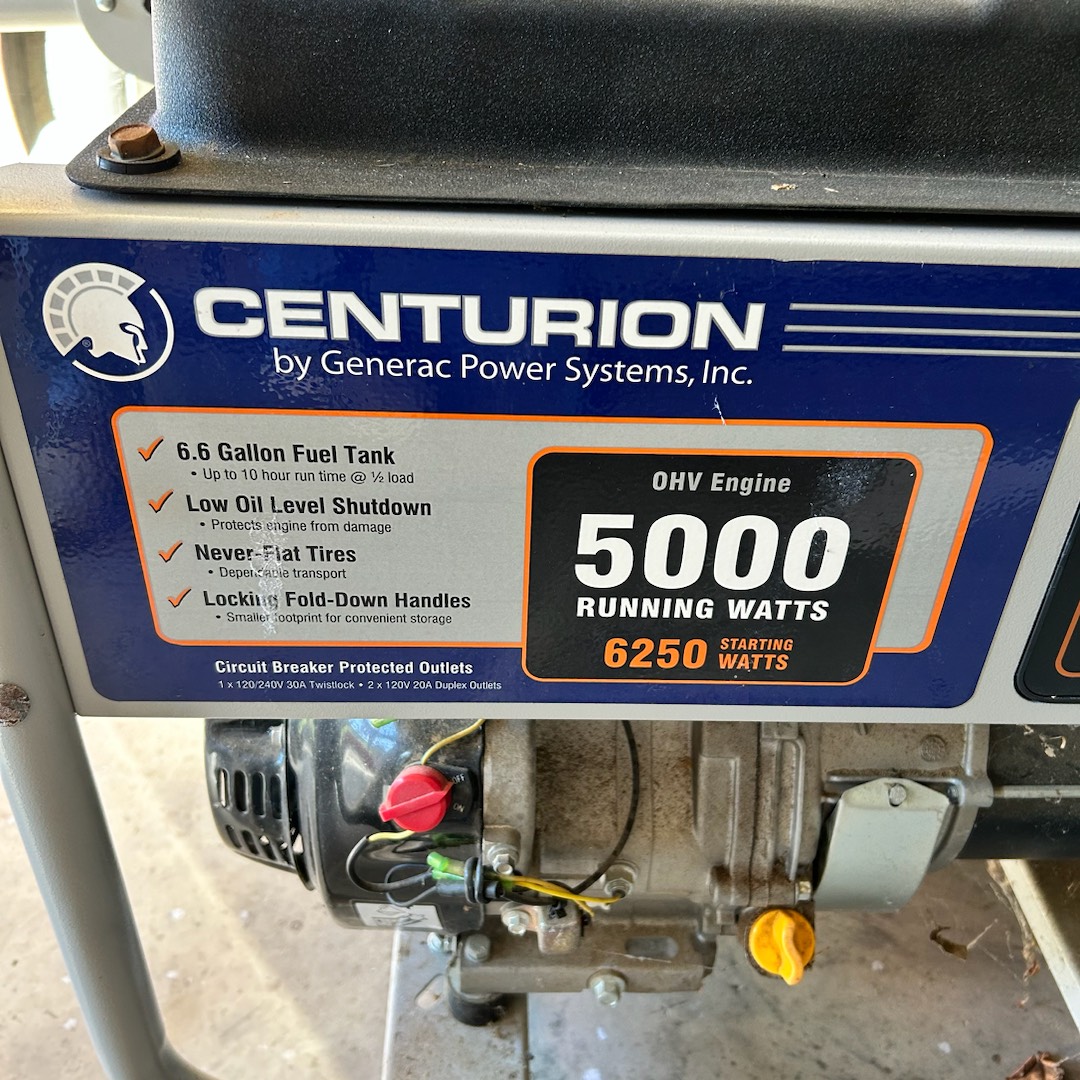 CENTURION
by Generac Power Systems, Inc.
6.6 Gallon Fuel Tank
• Up to 10 hour run time @ ½ load
Low Oil Level Shutdown
• Protects engine from damage
Never-Flat Tires
• Dependable transport
Locking Fold-Down Handles
• Smaller footprint for convenient storage
Circuit Breaker Protected Outlets
1 x 120/240V 30A Twistlock • 2 x 120V 20A Duplex Outlets
OHV Engine
5000
RUNNING WATTS
6250 STARTING WATTS
OFF
ON